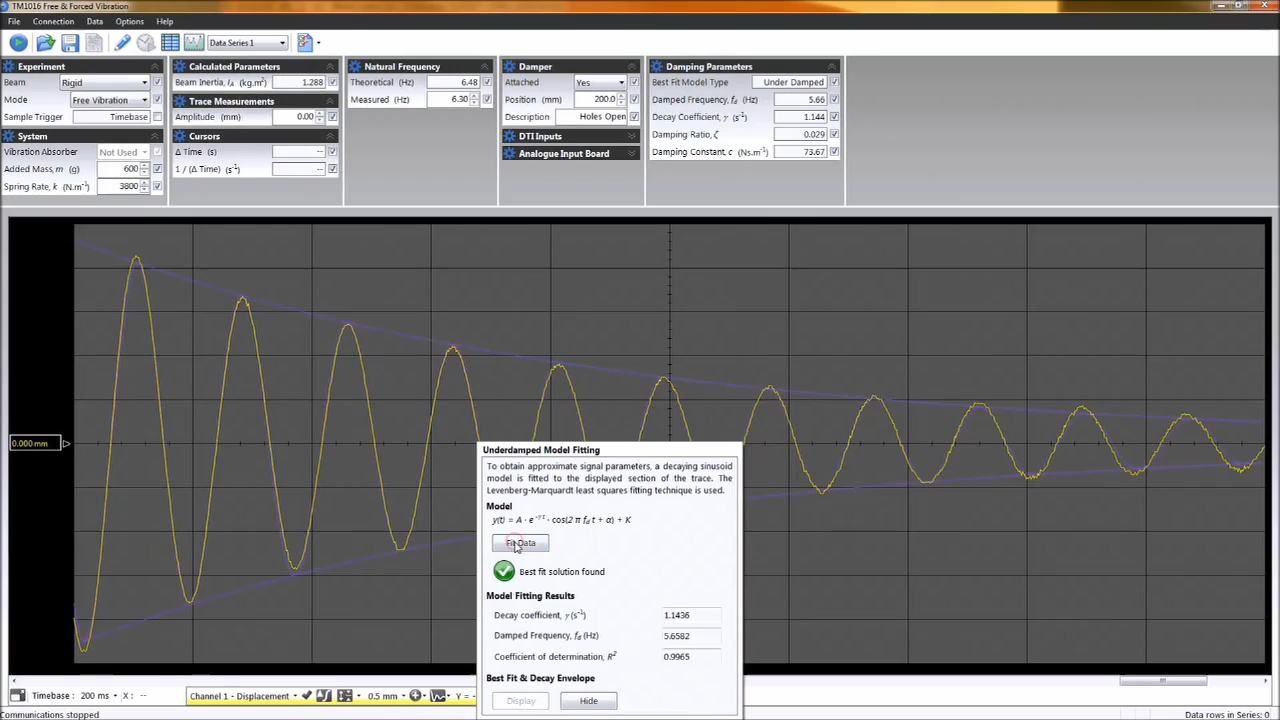 TM1016 Free & Forced Vibration
File Connection Data Options Help
Data Series 1
Experiment
Beam Rigid
Mode Free Vibration
Sample Trigger Timebase
System
Vibration Absorber Not Used
Added Mass, m (g) 600
Spring Rate, k (N.m⁻¹) 3800
Calculated Parameters
Beam Inertia, I_A (kg.m²) 1.288
Trace Measurements
Amplitude (mm) 0.00
Cursors
Δ Time (s) --
1 / (Δ Time) (s⁻¹) --
Natural Frequency
Theoretical (Hz) 6.48
Measured (Hz) 6.30
Damper
Attached Yes
Position (mm) 200.0
Description Holes Open
DTI Inputs
Analogue Input Board
Damping Parameters
Best Fit Model Type Under Damped
Damped Frequency, f_d (Hz) 5.66
Decay Coefficient, γ (s⁻¹) 1.144
Damping Ratio, ζ 0.029
Damping Constant, c (Ns.m⁻¹) 73.67
0.000 mm
Underdamped Model Fitting
To obtain approximate signal parameters, a decaying sinusoid
model is fitted to the displayed section of the trace. The
Levenberg-Marquardt least squares fitting technique is used.
Model
y(t) = A · e^-γt · cos(2 π f_d t + α) + K
Fit Data
Best fit solution found
Model Fitting Results
Decay coefficient, γ (s⁻¹) 1.1436
Damped Frequency, f_d (Hz) 5.6582
Coefficient of determination, R² 0.9965
Best Fit & Decay Envelope
Display Hide
Timebase: 200 ms X : -- Channel 1 - Displacement 0.5 mm Y = --
Communications stopped Data rows in Series: 0